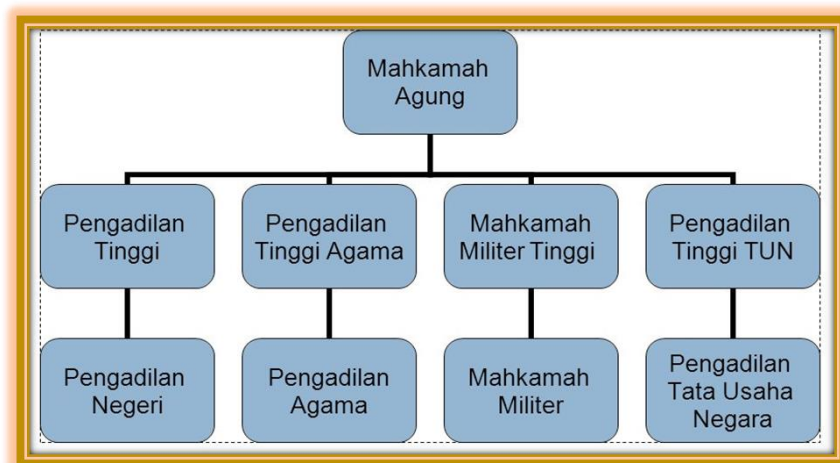 Mahkamah
Agung
Pengadilan
Tinggi
Pengadilan
Tinggi Agama
Mahkamah
Militer Tinggi
Pengadilan
Tinggi TUN
Pengadilan
Negeri
Pengadilan
Agama
Mahkamah
Militer
Pengadilan
Tata Usaha
Negara